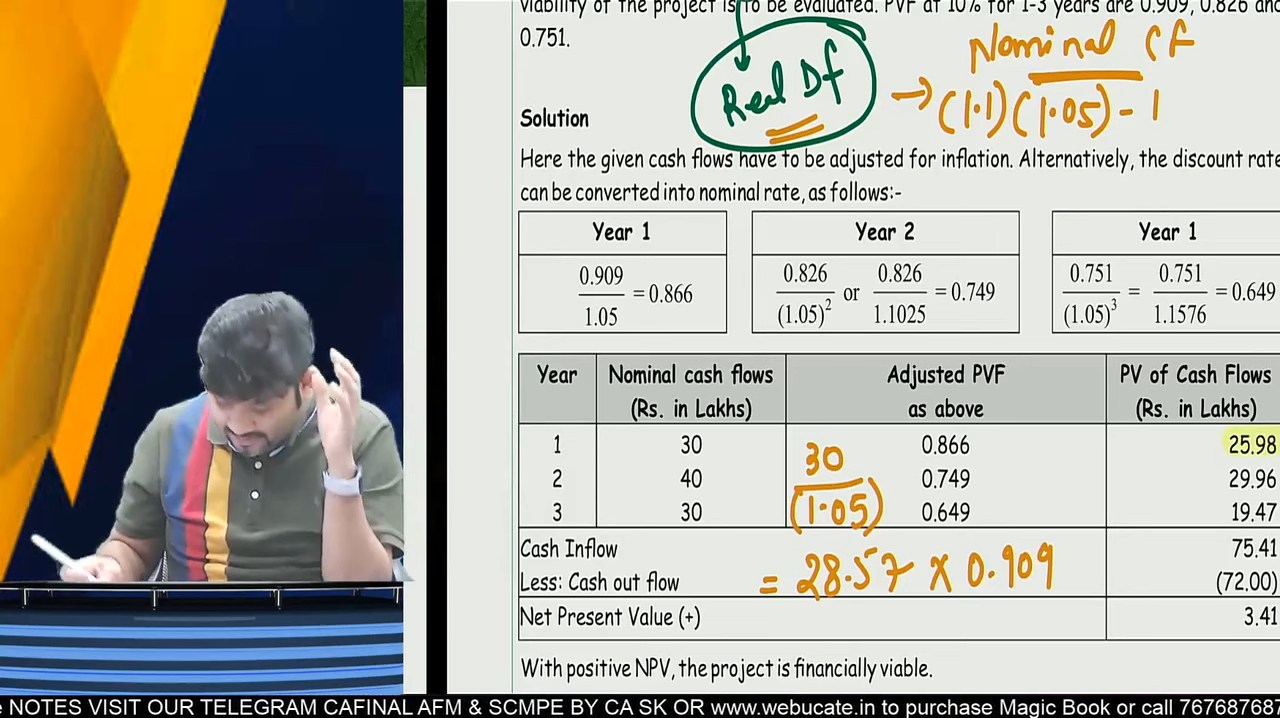 viability of the project is to be evaluated. PVF at 10% for 1-3 years are 0.909, 0.826 and
0.751.
Nominal CF
Real Df
→ (1.1) (1.05) - 1
Solution
Here the given cash flows have to be adjusted for inflation. Alternatively, the discount rate
can be converted into nominal rate, as follows:-
Year 1
0.909 / 1.05 = 0.866
Year 2
0.826 / (1.05)² or 0.826 / 1.1025 = 0.749
Year 1
0.751 / (1.05)³ = 0.751 / 1.1576 = 0.649
Year Nominal cash flows (Rs. in Lakhs) Adjusted PVF as above PV of Cash Flows (Rs. in Lakhs)
1 30 0.866 25.98
2 40 0.749 29.96
3 30 0.649 19.47
30 / (1.05)
= 28.57 x 0.909
Cash Inflow 75.41
Less: Cash out flow (72.00)
Net Present Value (+) 3.41
With positive NPV, the project is financially viable.
e NOTES VISIT OUR TELEGRAM CAFINAL AFM & SCMPE BY CA SK OR www.webucate.in to purchase Magic Book or call 767687687